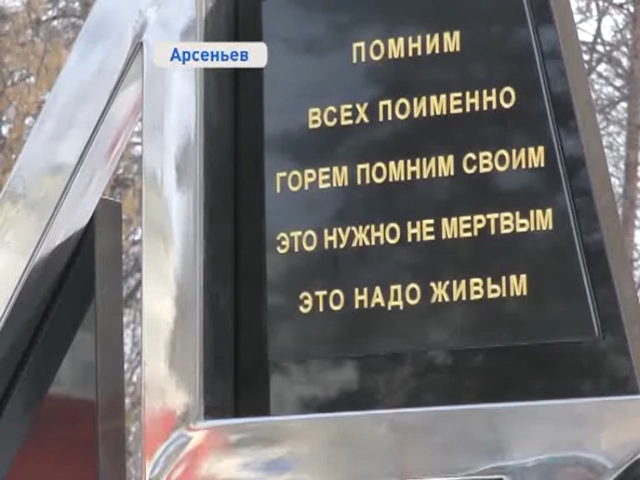 Арсеньев
ПОМНИМ
ВСЕХ ПОИМЕННО
ГОРЕМ ПОМНИМ СВОИМ
ЭТО НУЖНО НЕ МЕРТВЫМ
ЭТО НАДО ЖИВЫМ